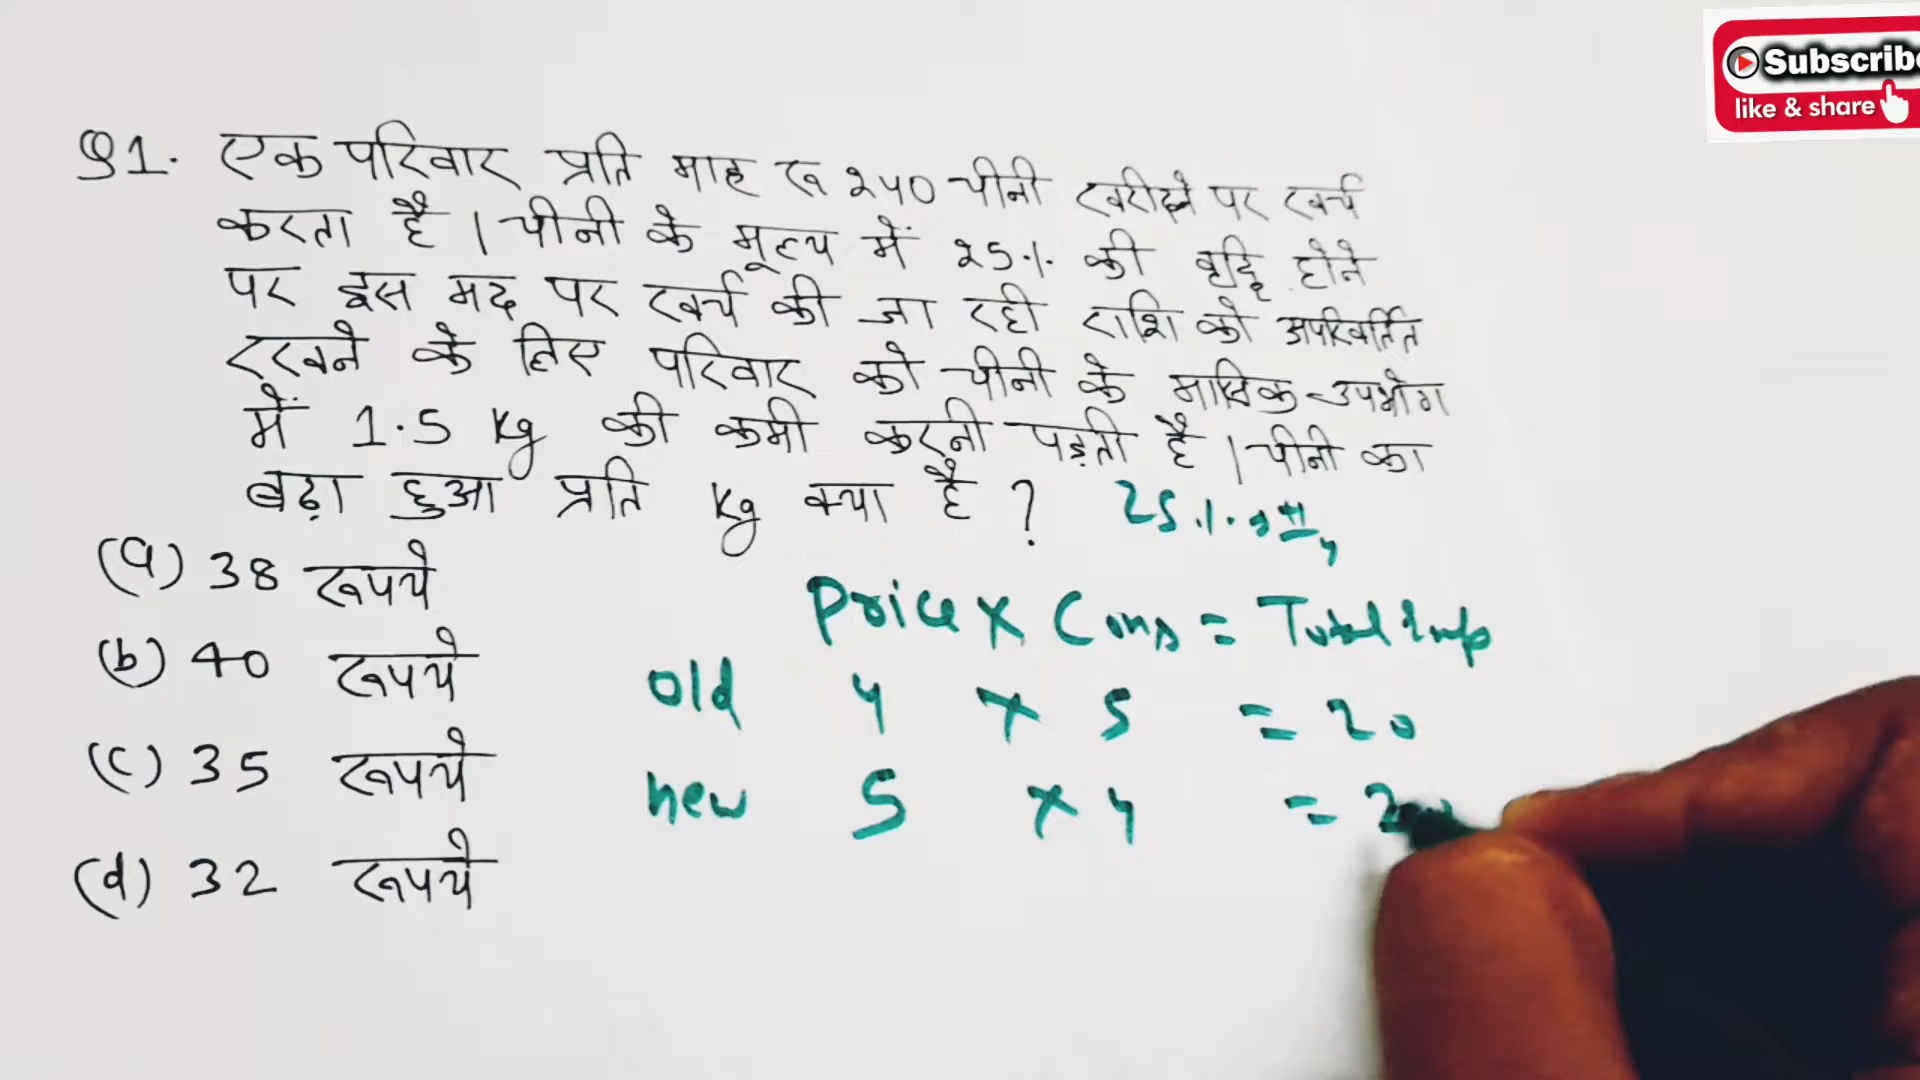 Subscribe
like & share
Q1. एक परिवार प्रति माह रू 240 चीनी खरीदने पर खर्च
करता है । चीनी के मूल्य में 25.1. की वृद्धि होने
पर इस मद पर खर्च की जा रही राशि को अपरिवर्तित
रखने के लिए परिवार को चीनी के मासिक उपभोग
में 1.5 Kg की कमी करनी पड़ती है । चीनी का
बढ़ा हुआ प्रति Kg क्या है ? 25.1.
(a) 38 रूपये
(b) 40 रूपये
(c) 35 रूपये
(d) 32 रूपये
Price X Cons = Total
old 4 X 5 = 20
new 5 X 4 =